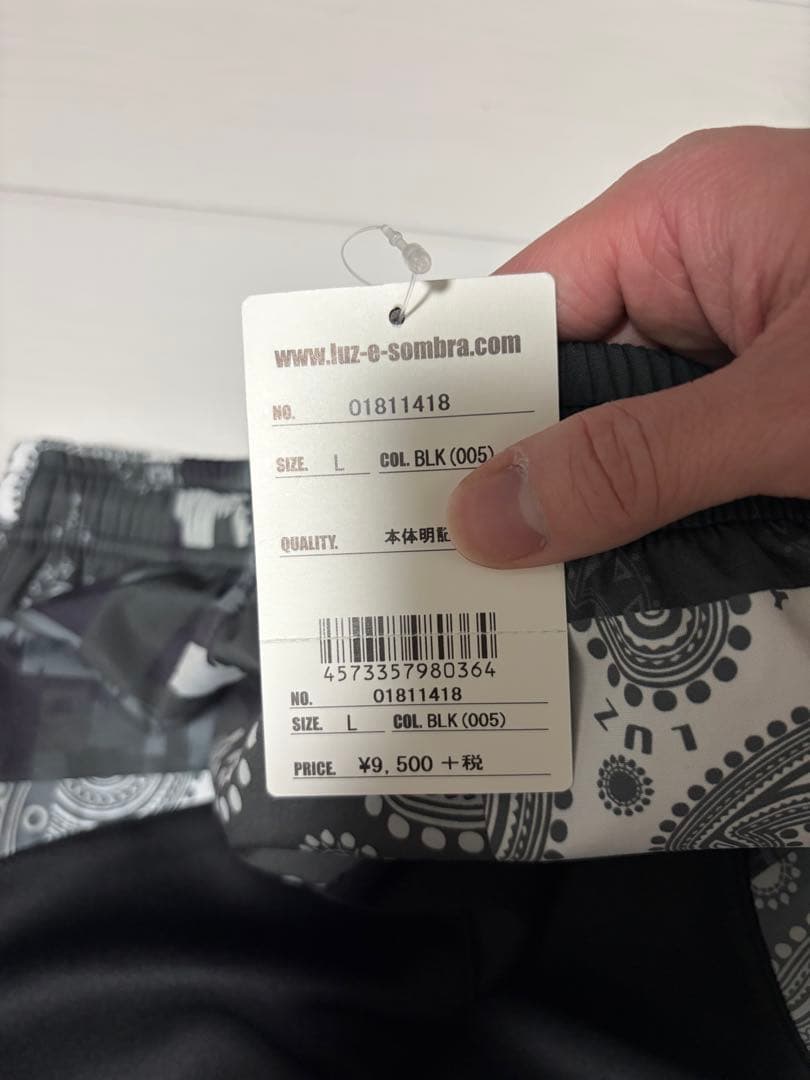 www.luz-e-sombra.com
NO. 01811418
SIZE. L COL. BLK (005)
QUALITY. 本体明記
4573357980364
NO. 01811418
SIZE. L COL. BLK (005)
PRICE. ¥9,500 +税
LUZ